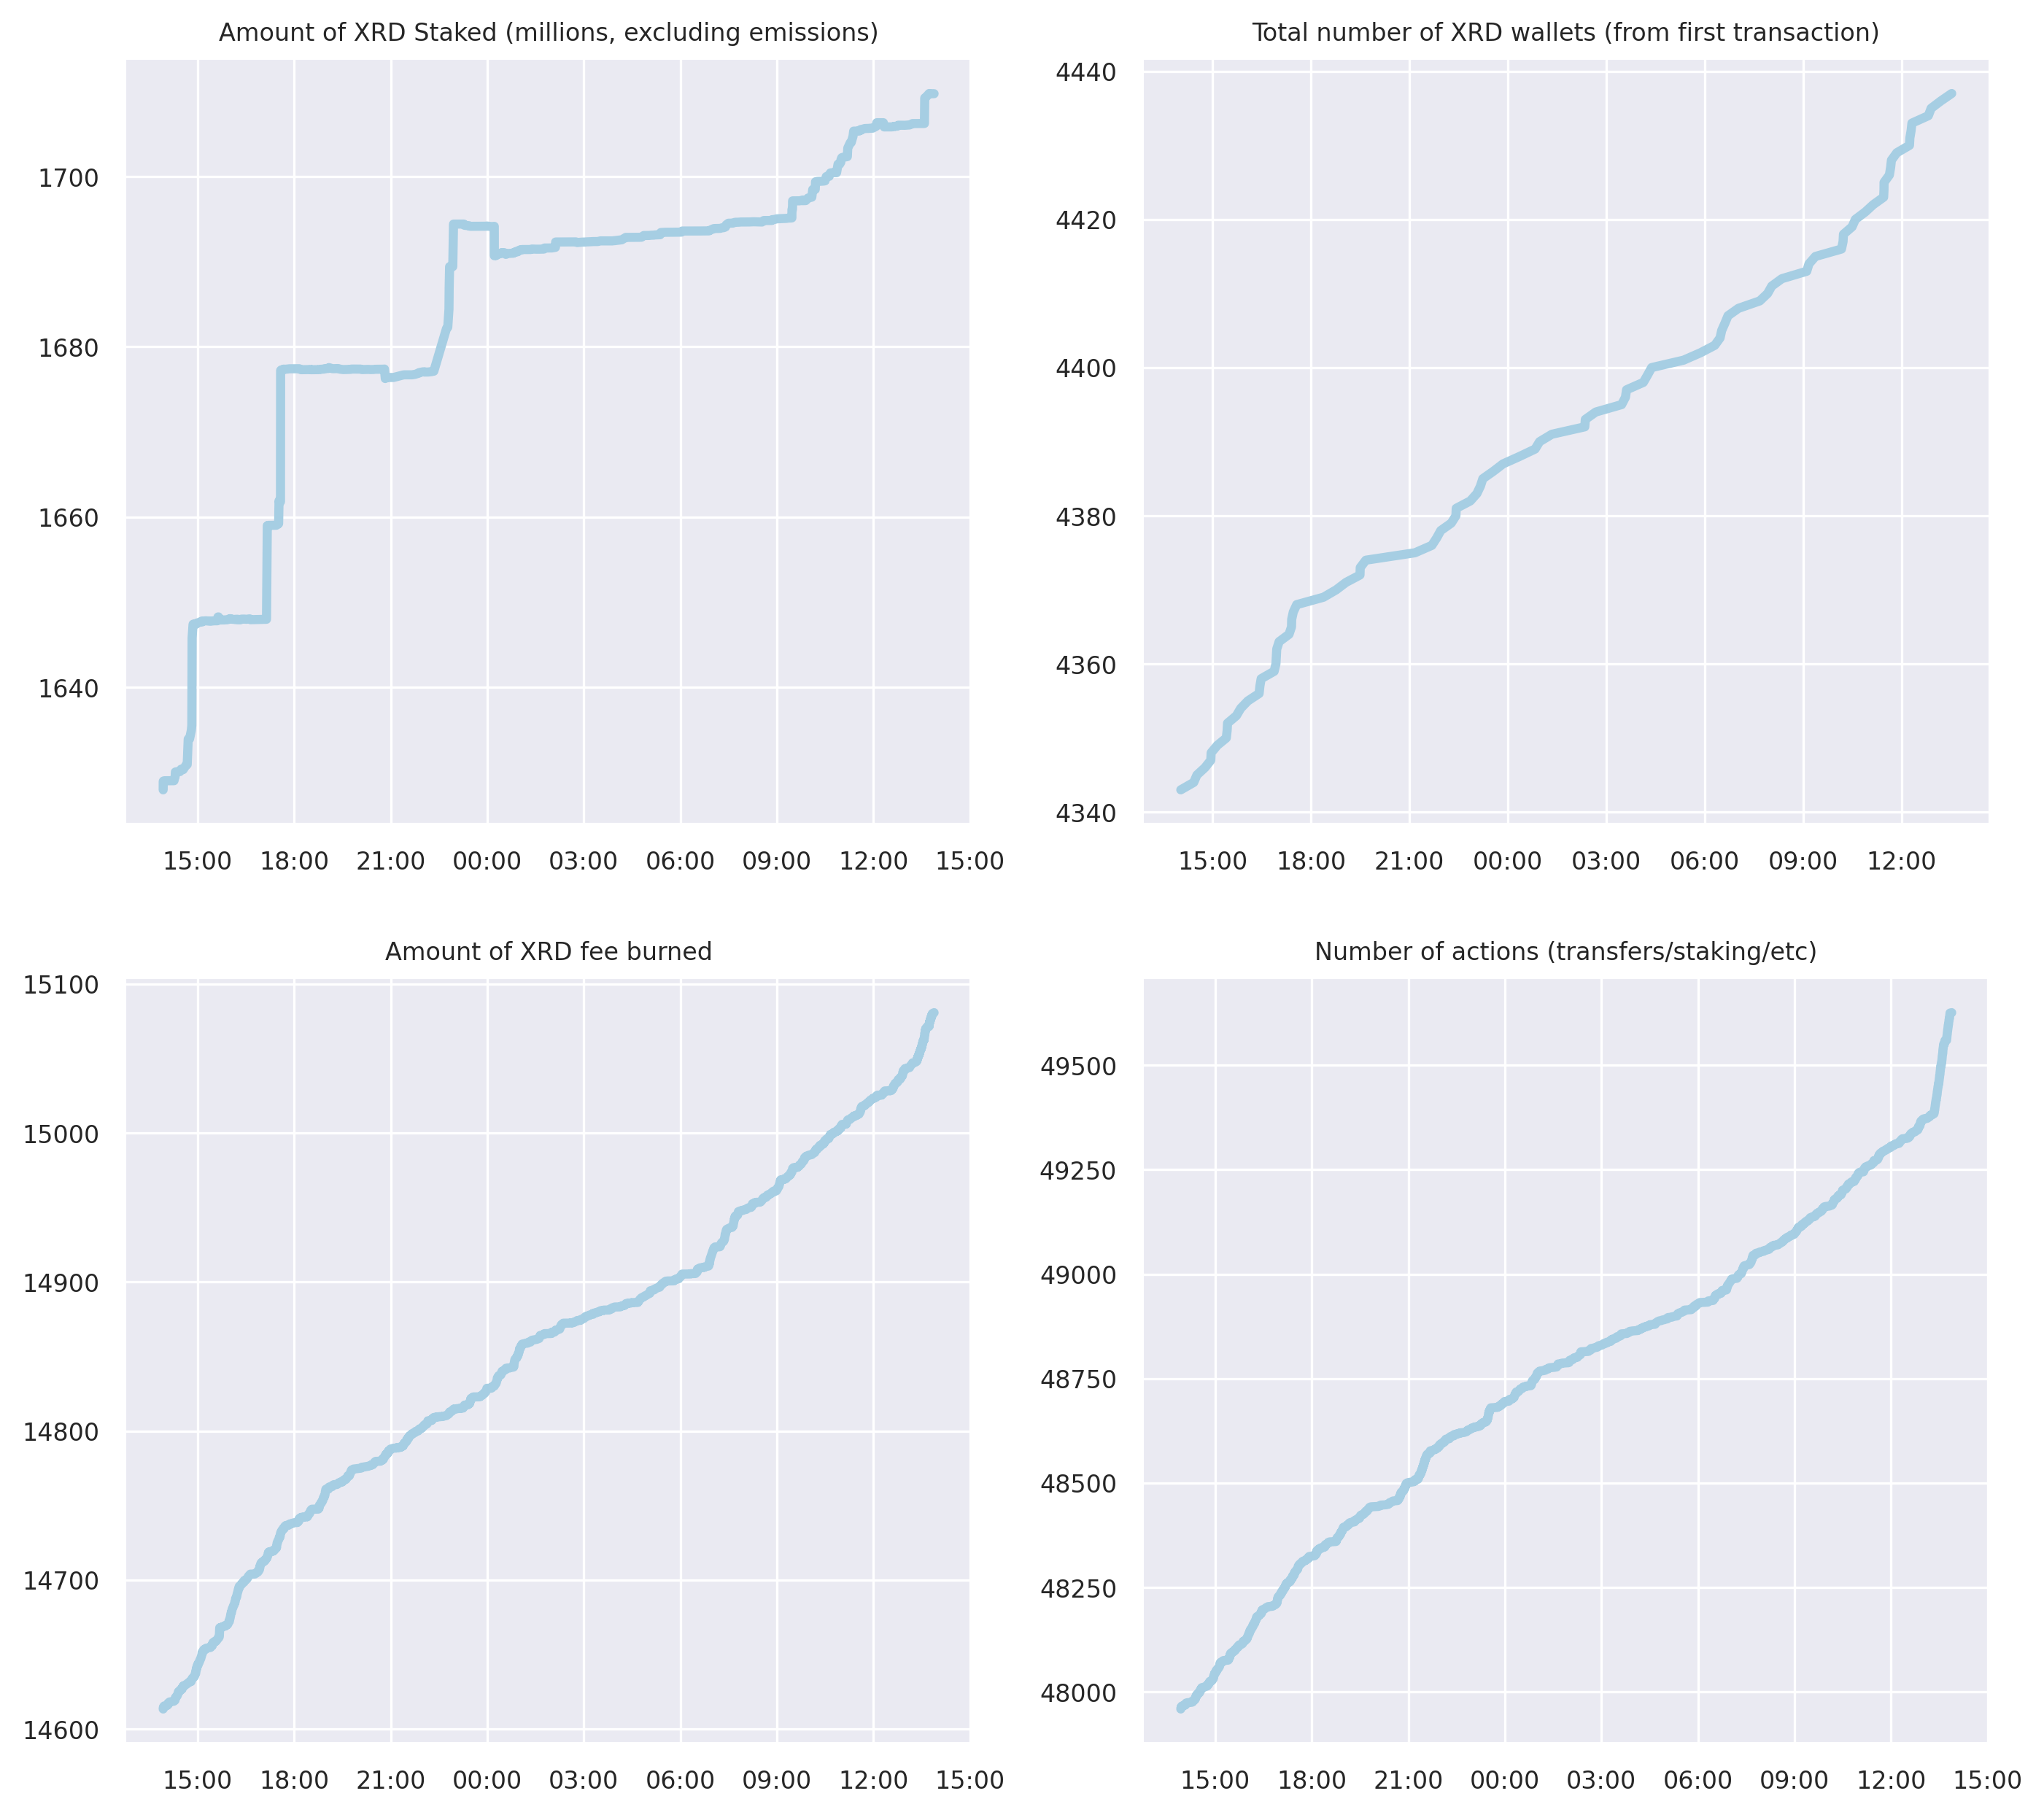 Amount of XRD Staked (millions, excluding emissions)
1700
1680
1660
1640
15:00 18:00 21:00 00:00 03:00 06:00 09:00 12:00 15:00
Total number of XRD wallets (from first transaction)
4440
4420
4400
4380
4360
4340
15:00 18:00 21:00 00:00 03:00 06:00 09:00 12:00
Amount of XRD fee burned
15100
15000
14900
14800
14700
14600
15:00 18:00 21:00 00:00 03:00 06:00 09:00 12:00 15:00
Number of actions (transfers/staking/etc)
49500
49250
49000
48750
48500
48250
48000
15:00 18:00 21:00 00:00 03:00 06:00 09:00 12:00 15:00